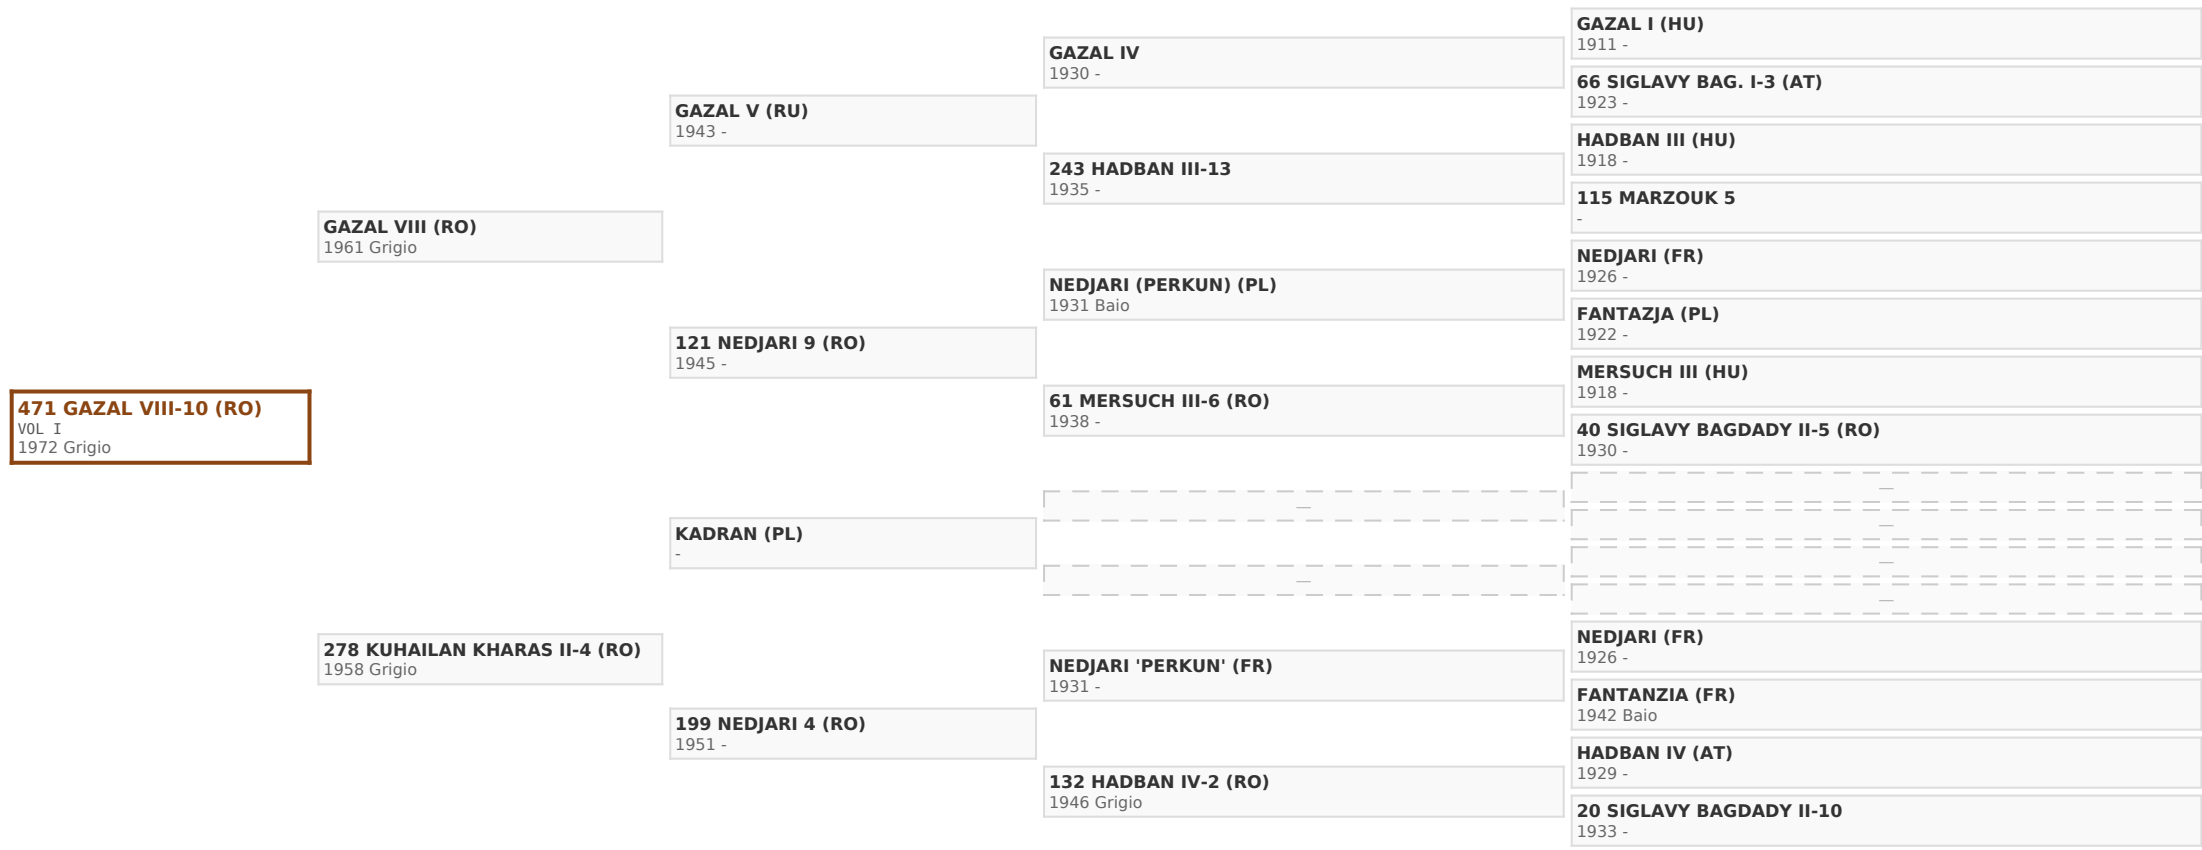 471 GAZAL VIII-10 (RO)
VOL I
1972 Grigio
GAZAL VIII (RO)
1961 Grigio
278 KUHAILAN KHARAS II-4 (RO)
1958 Grigio
GAZAL V (RU)
1943 -
121 NEDJARI 9 (RO)
1945 -
KADRAN (PL)
-
199 NEDJARI 4 (RO)
1951 -
GAZAL IV
1930 -
243 HADBAN III-13
1935 -
NEDJARI (PERKUN) (PL)
1931 Baio
61 MERSUCH III-6 (RO)
1938 -
—
—
NEDJARI 'PERKUN' (FR)
1931 -
132 HADBAN IV-2 (RO)
1946 Grigio
GAZAL I (HU)
1911 -
66 SIGLAVY BAG. I-3 (AT)
1923 -
HADBAN III (HU)
1918 -
115 MARZOUK 5
-
NEDJARI (FR)
1926 -
FANTAZJA (PL)
1922 -
MERSUCH III (HU)
1918 -
40 SIGLAVY BAGDADY II-5 (RO)
1930 -
—
—
—
—
NEDJARI (FR)
1926 -
FANTANZIA (FR)
1942 Baio
HADBAN IV (AT)
1929 -
20 SIGLAVY BAGDADY II-10
1933 -